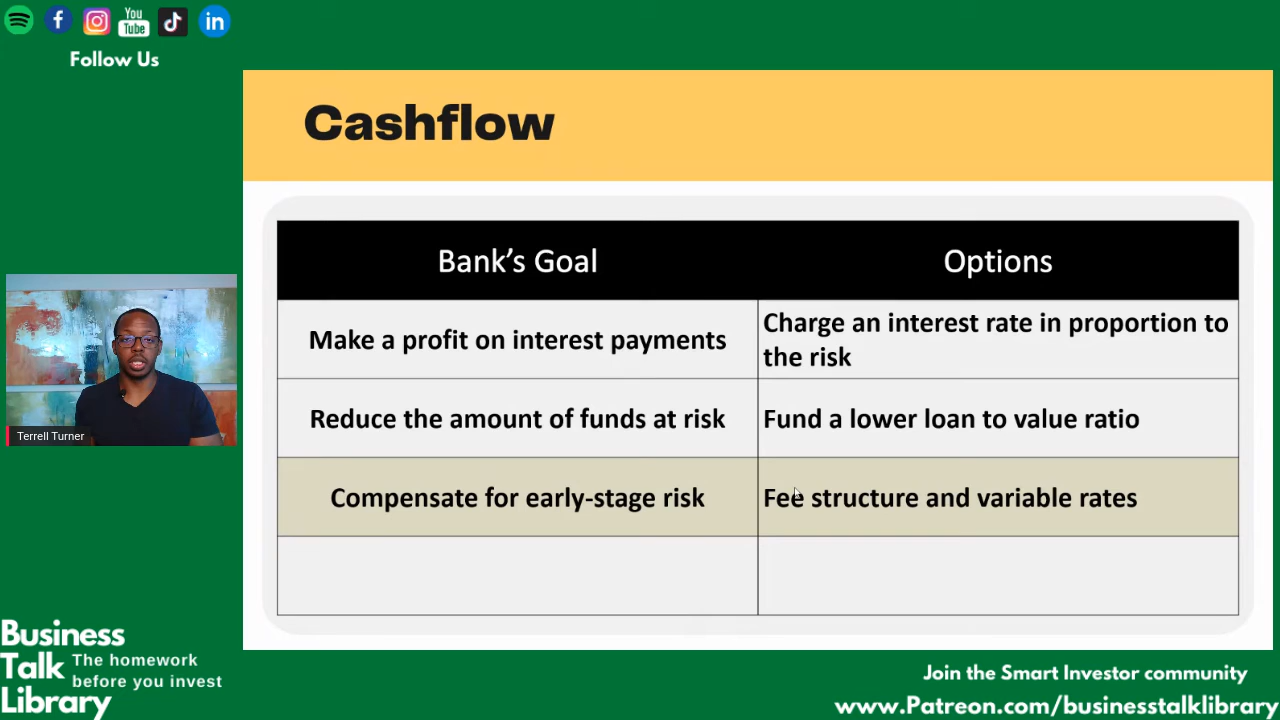 You
Tube
in
Follow Us
Cashflow
Bank's Goal
Options
Make a profit on interest payments
Charge an interest rate in proportion to
the risk
Reduce the amount of funds at risk
Fund a lower loan to value ratio
Compensate for early-stage risk
Fee structure and variable rates
Terrell Turner
Business
Talk
Library
The homework
before you invest
Join the Smart Investor community
www.Patreon.com/businesstalklibrary